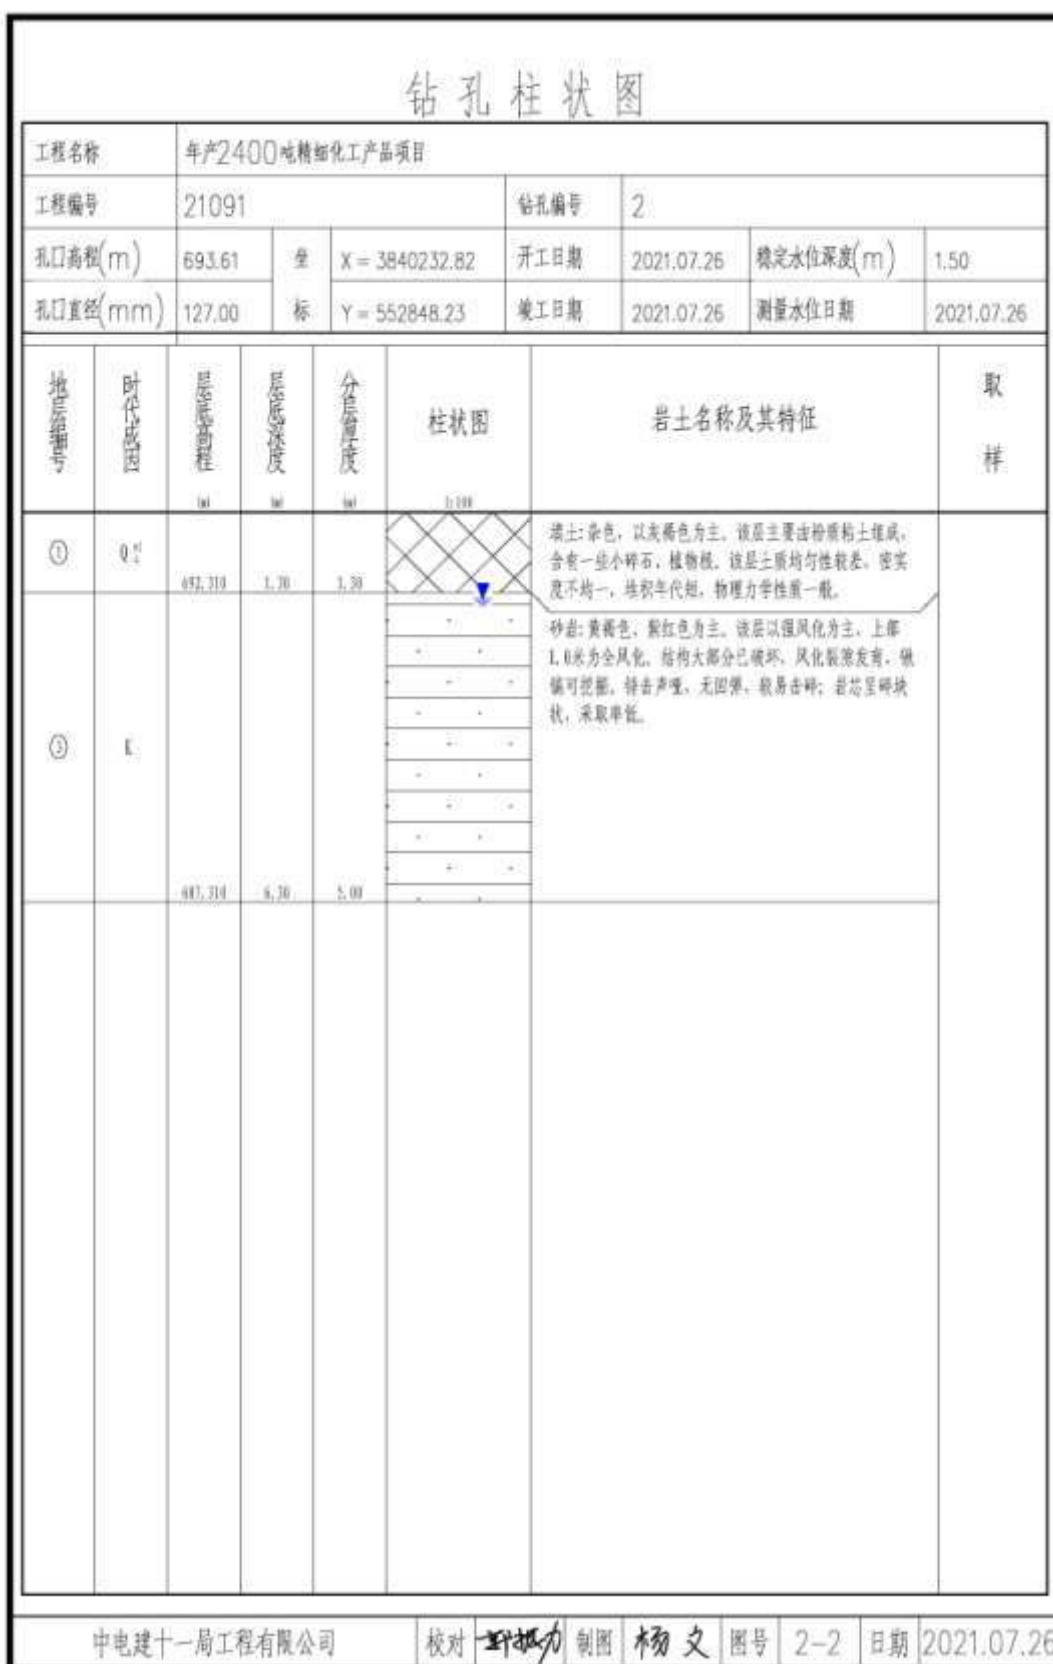 钻孔柱状图
工程名称 年产2400吨精细化工产品项目
工程编号 21091 钻孔编号 2
孔口高程(m) 693.61 坐 X = 3840232.82 开工日期 2021.07.26 稳定水位深度(m) 1.50
孔口直径(mm) 127.00 标 Y = 552848.23 竣工日期 2021.07.26 测量水位日期 2021.07.26
地层编号 时代成因 层底高程 (m) 层底深度 (m) 分层厚度 (m) 柱状图 1:100 岩土名称及其特征 取样
① Q 692.310 1.30 1.30
填土:杂色,以灰褐色为主。该层主要由粉质粘土组成,
含有一些小碎石,植物根。该层土质均匀性较差,密实
度不均一,堆积年代短,物理力学性质一般。
③ K 687.310 6.30 5.00
砂岩:黄褐色、紫红色为主。该层以强风化为主,上部
1.0米为全风化。结构大部分已破坏,风化裂隙发育,锹
镐可挖掘。锤击声哑,无回弹,较易击碎;岩芯呈碎块
状,采取率低。
中电建十一局工程有限公司 校对 制图 杨文 图号 2-2 日期 2021.07.26